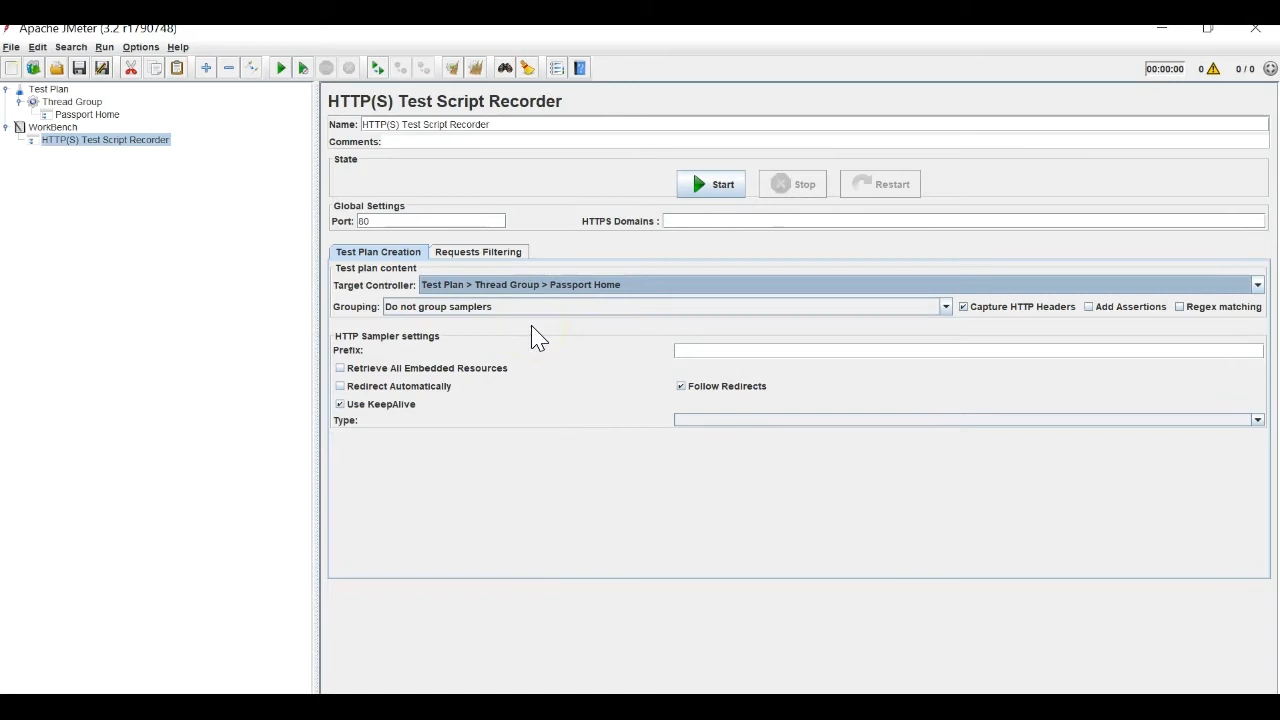 Apache JMeter (3.2 r1790748)
File Edit Search Run Options Help
00:00:00 0 0 / 0
Test Plan
Thread Group
Passport Home
WorkBench
HTTP(S) Test Script Recorder
HTTP(S) Test Script Recorder
Name: HTTP(S) Test Script Recorder
Comments:
State
Start Stop Restart
Global Settings
Port: 80 HTTPS Domains :
Test Plan Creation Requests Filtering
Test plan content
Target Controller: Test Plan > Thread Group > Passport Home
Grouping: Do not group samplers Capture HTTP Headers Add Assertions Regex matching
HTTP Sampler settings
Prefix:
Retrieve All Embedded Resources
Redirect Automatically Follow Redirects
Use KeepAlive
Type: